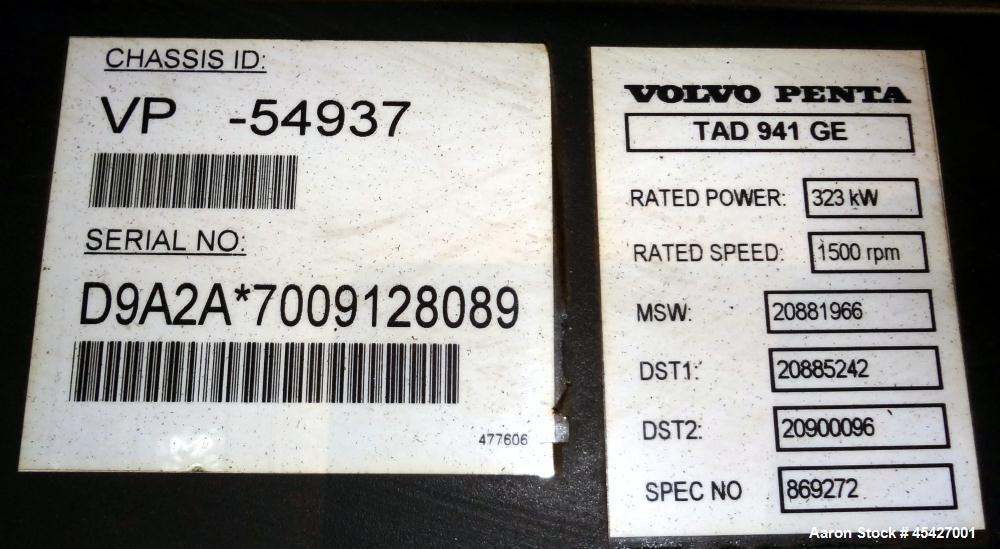 CHASSIS ID:
VP -54937
SERIAL NO:
D9A2A*7009128089
477606
VOLVO PENTA
TAD 941 GE
RATED POWER: 323 kW
RATED SPEED: 1500 rpm
MSW: 20881966
DST1: 20885242
DST2: 20900096
SPEC NO 869272
Aaron Stock # 45427001